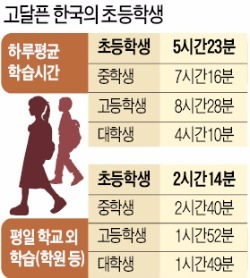 고달픈 한국의 초등학생
하루평균
학습시간
초등학생 5시간23분
중학생 7시간16분
고등학생 8시간28분
대학생 4시간10분
평일 학교 외
학습(학원 등)
초등학생 2시간14분
중학생 2시간40분
고등학생 1시간52분
대학생 1시간49분